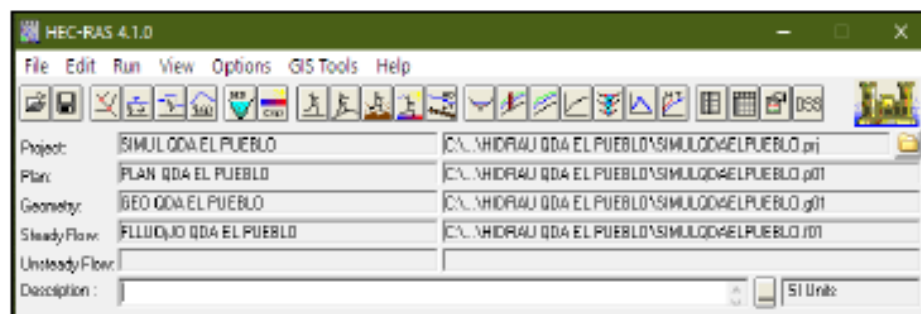 HEC-RAS 4.1.0
File Edit Run View Options GIS Tools Help
DSS
Project: SIMUL QDA EL PUEBLO C:\...\HIDRAU QDA EL PUEBLO\SIMULQDAELPUEBLO.prj
Plan: PLAN QDA EL PUEBLO C:\...\HIDRAU QDA EL PUEBLO\SIMULQDAELPUEBLO.p01
Geometry: GEO QDA EL PUEBLO C:\...\HIDRAU QDA EL PUEBLO\SIMULQDAELPUEBLO.g01
Steady Flow: QDA EL PUEBLO C:\...\HIDRAU QDA EL PUEBLO\SIMULQDAELPUEBLO.f01
Unsteady Flow:
Description : SI Units